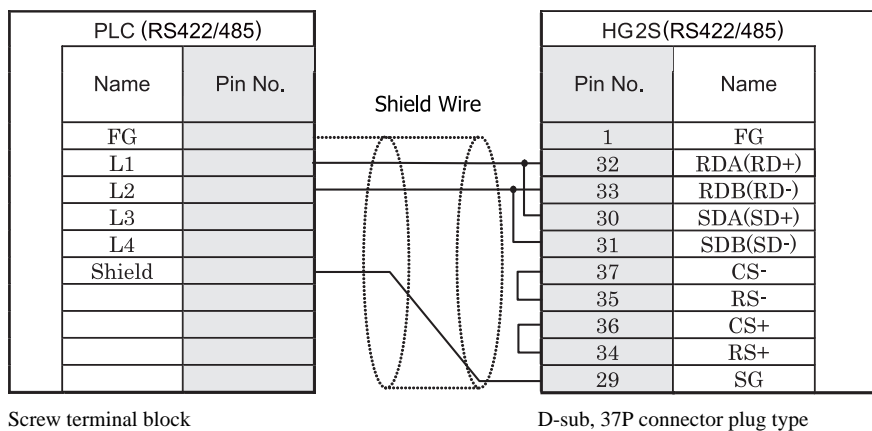 PLC (RS422/485)
Name Pin No.
FG
L1
L2
L3
L4
Shield
Shield Wire
HG2S(RS422/485)
Pin No. Name
1 FG
32 RDA(RD+)
33 RDB(RD-)
30 SDA(SD+)
31 SDB(SD-)
37 CS-
35 RS-
36 CS+
34 RS+
29 SG
Screw terminal block
D-sub, 37P connector plug type